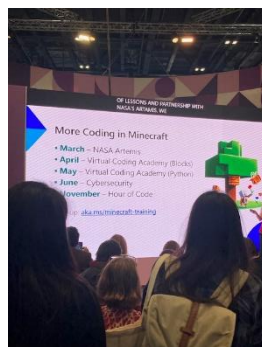 OF LESSONS AND PARTNERSHIP WITH
NASA'S ARTEMIS, WE
More Coding in Minecraft
• March – NASA Artemis
• April – Virtual Coding Academy (Blocks)
• May – Virtual Coding Academy (Python)
• June – Cybersecurity
November – Hour of Code
aka.ms/minecraft-training